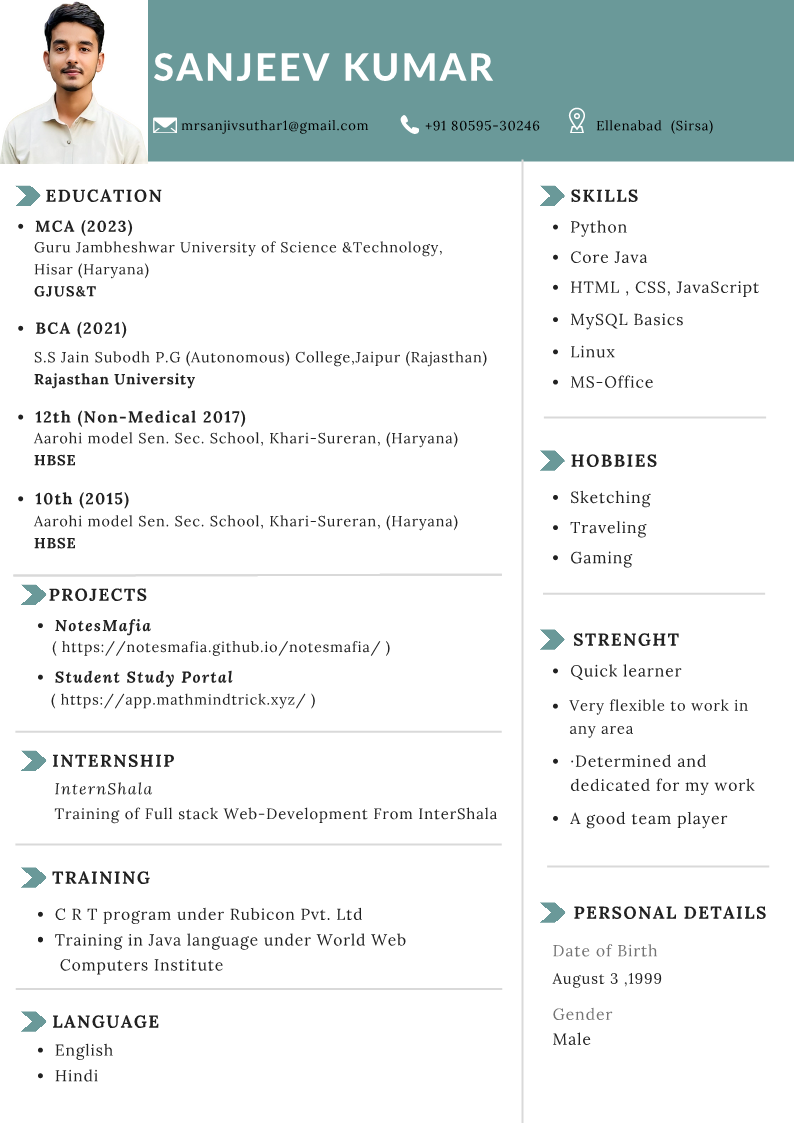 SANJEEV KUMAR
mrsanjivsuthar1@gmail.com
+91 80595-30246
Ellenabad (Sirsa)
EDUCATION
• MCA (2023)
Guru Jambheshwar University of Science &Technology,
Hisar (Haryana)
GJUS&T
• BCA (2021)
S.S Jain Subodh P.G (Autonomous) College,Jaipur (Rajasthan)
Rajasthan University
• 12th (Non-Medical 2017)
Aarohi model Sen. Sec. School, Khari-Sureran, (Haryana)
HBSE
• 10th (2015)
Aarohi model Sen. Sec. School, Khari-Sureran, (Haryana)
HBSE
PROJECTS
• NotesMafia
( https://notesmafia.github.io/notesmafia/ )
• Student Study Portal
( https://app.mathmindtrick.xyz/ )
INTERNSHIP
InternShala
Training of Full stack Web-Development From InterShala
TRAINING
• C R T program under Rubicon Pvt. Ltd
• Training in Java language under World Web
Computers Institute
LANGUAGE
• English
• Hindi
SKILLS
• Python
• Core Java
• HTML , CSS, JavaScript
• MySQL Basics
• Linux
• MS-Office
HOBBIES
• Sketching
• Traveling
• Gaming
STRENGHT
• Quick learner
• Very flexible to work in
any area
• ·Determined and
dedicated for my work
• A good team player
PERSONAL DETAILS
Date of Birth
August 3 ,1999
Gender
Male